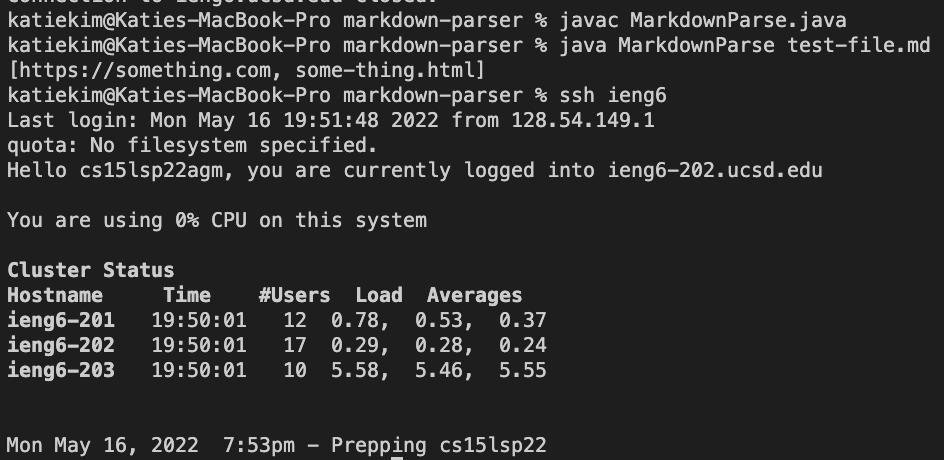 connection to ieng6.ucsd.edu closed.
katiekim@Katies-MacBook-Pro markdown-parser % javac MarkdownParse.java
katiekim@Katies-MacBook-Pro markdown-parser % java MarkdownParse test-file.md
[https://something.com, some-thing.html]
katiekim@Katies-MacBook-Pro markdown-parser % ssh ieng6
Last login: Mon May 16 19:51:48 2022 from 128.54.149.1
quota: No filesystem specified.
Hello cs15lsp22agm, you are currently logged into ieng6-202.ucsd.edu
You are using 0% CPU on this system
Cluster Status
Hostname     Time    #Users  Load  Averages
ieng6-201   19:50:01   12  0.78,  0.53,  0.37
ieng6-202   19:50:01   17  0.29,  0.28,  0.24
ieng6-203   19:50:01   10  5.58,  5.46,  5.55
Mon May 16, 2022  7:53pm - Prepping cs15lsp22